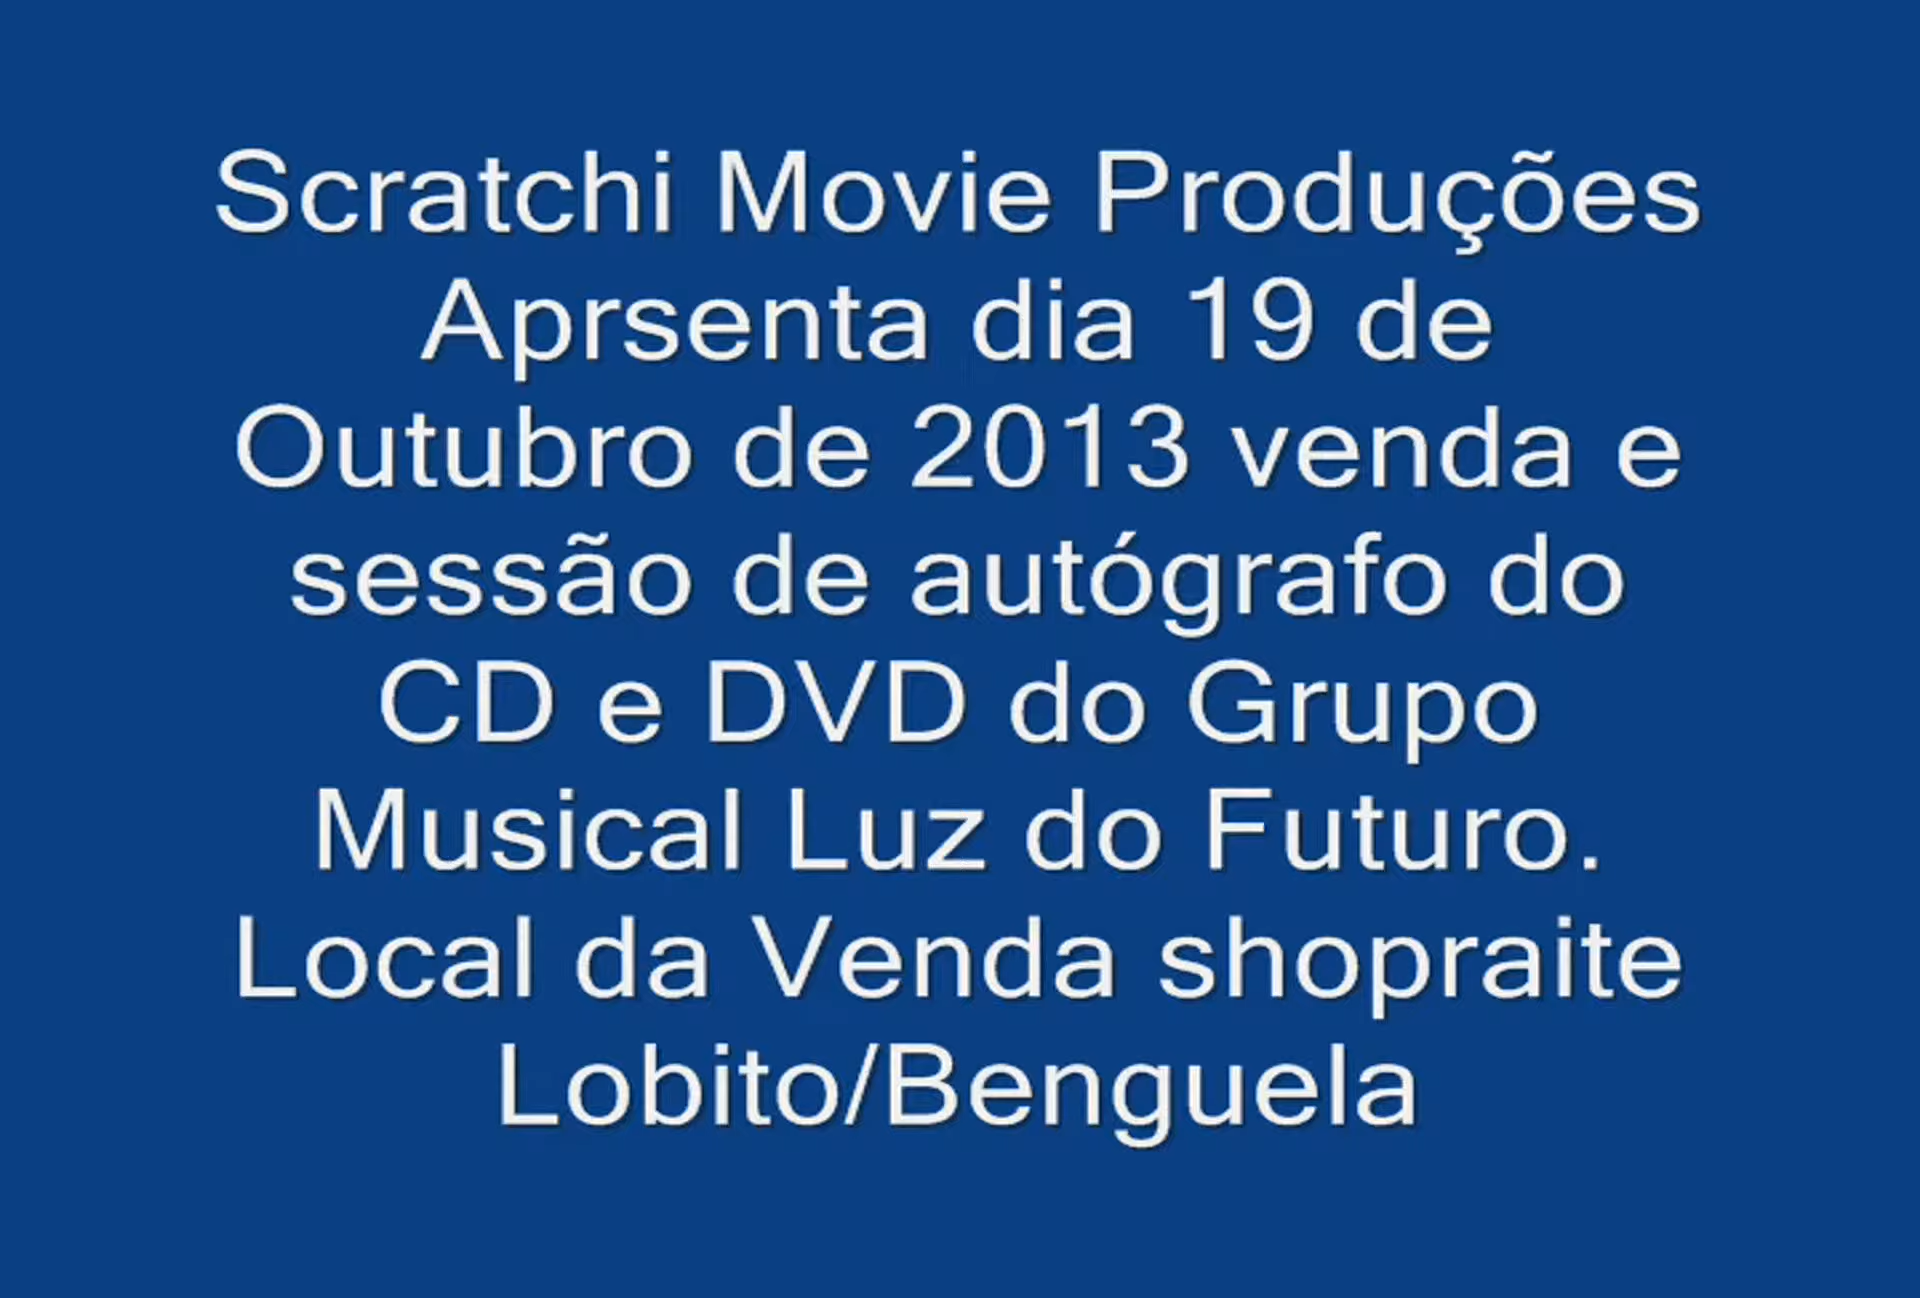 Scratchi Movie Produções
Aprsenta dia 19 de
Outubro de 2013 venda e
sessão de autógrafo do
CD e DVD do Grupo
Musical Luz do Futuro.
Local da Venda shopraite
Lobito/Benguela